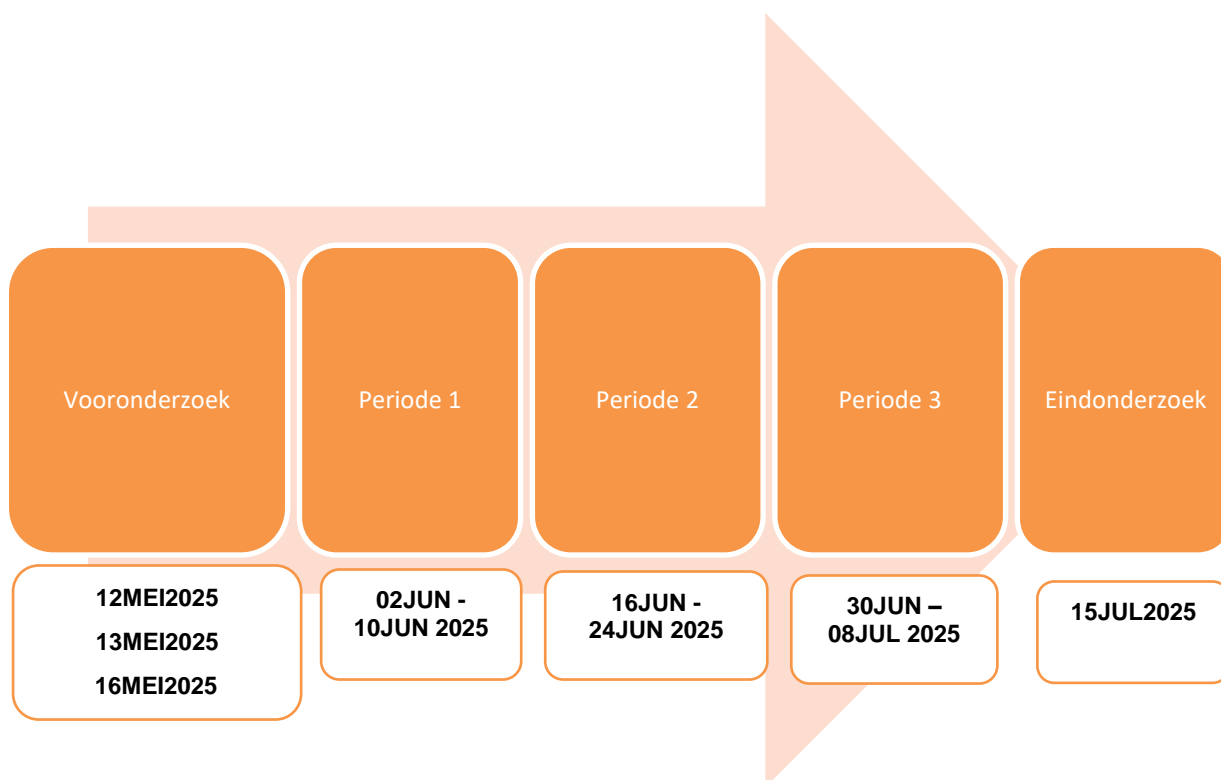 Vooronderzoek
Periode 1
Periode 2
Periode 3
Eindonderzoek
12MEI2025
13MEI2025
16MEI2025
02JUN -
10JUN 2025
16JUN -
24JUN 2025
30JUN –
08JUL 2025
15JUL2025